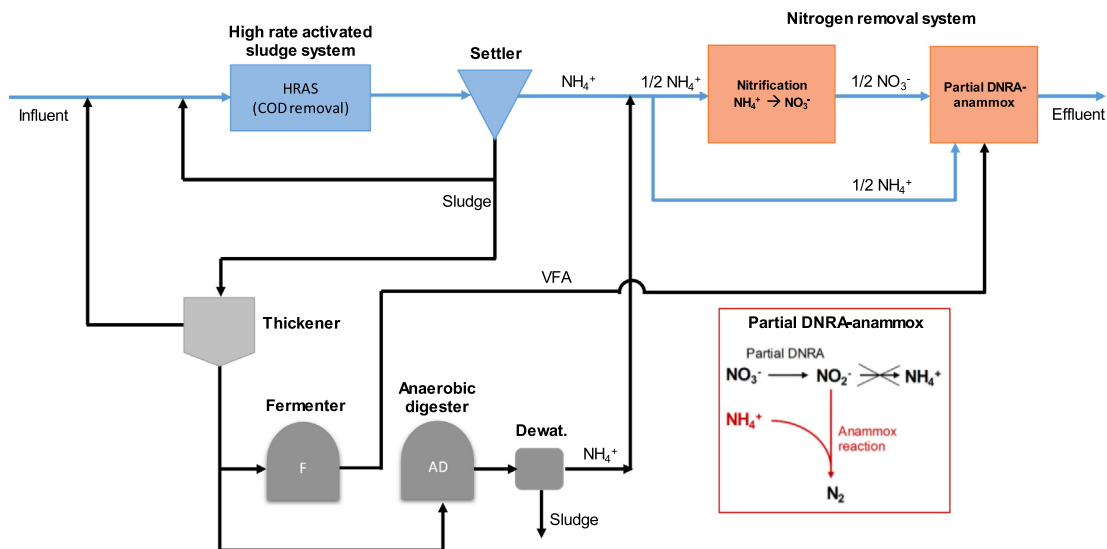 Nitrogen removal system
High rate activated
sludge system
Settler
HRAS
(COD removal)
NH₄⁺
1/2 NH₄⁺
Nitrification
NH₄⁺ → NO₃⁻
1/2 NO₃⁻
Partial DNRA-
anammox
Influent
Effluent
1/2 NH₄⁺
Sludge
VFA
Thickener
Partial DNRA-anammox
Partial DNRA
NO₃⁻ → NO₂⁻ → NH₄⁺
NH₄⁺
Anammox
reaction
N₂
Fermenter
Anaerobic
digester
Dewat.
F
AD
NH₄⁺
Sludge